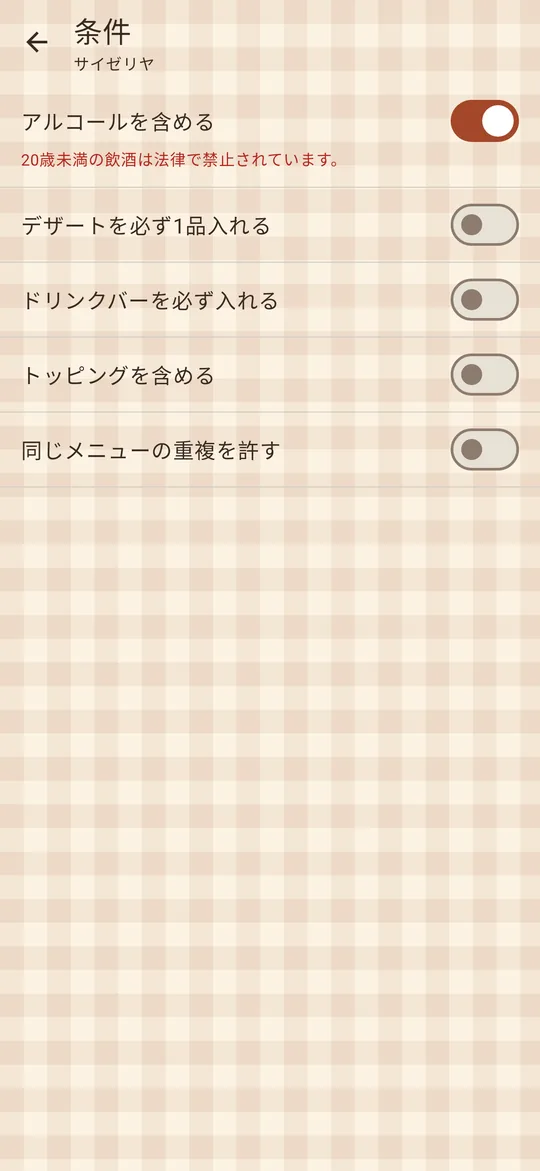 条件
サイゼリヤ
アルコールを含める
20歳未満の飲酒は法律で禁止されています。
デザートを必ず1品入れる
ドリンクバーを必ず入れる
トッピングを含める
同じメニューの重複を許す